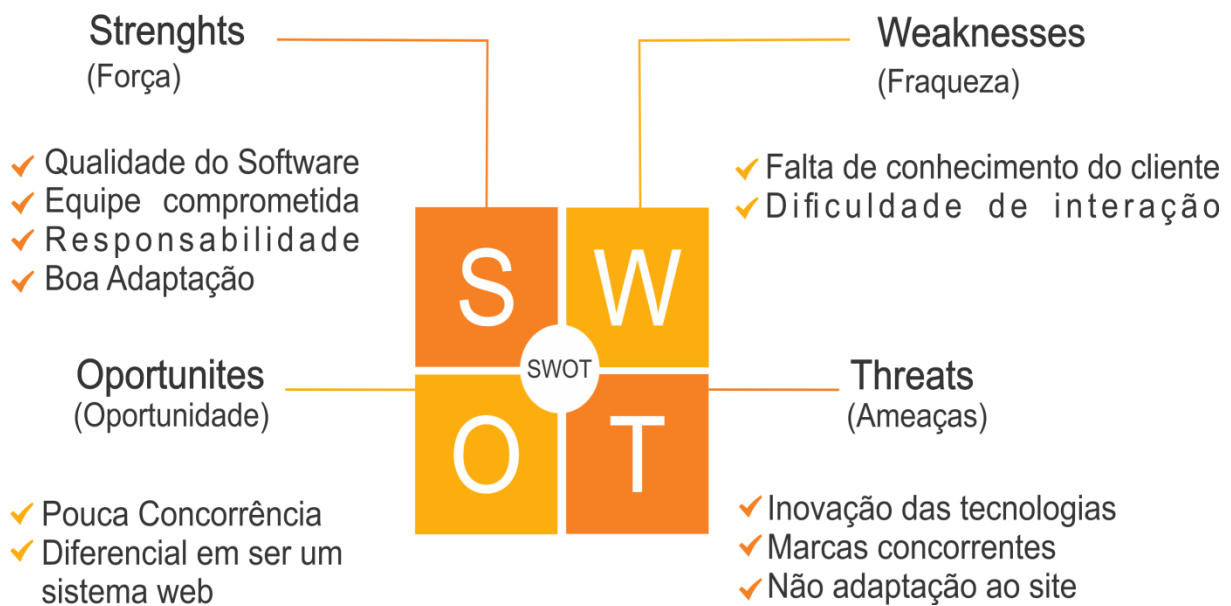 Strenghts
(Força)
Qualidade do Software
Equipe comprometida
Responsabilidade
Boa Adaptação
Weaknesses
(Fraqueza)
Falta de conhecimento do cliente
Dificuldade de interação
S
W
SWOT
O
T
Oportunites
(Oportunidade)
Pouca Concorrência
Diferencial em ser um
sistema web
Threats
(Ameaças)
Inovação das tecnologias
Marcas concorrentes
Não adaptação ao site